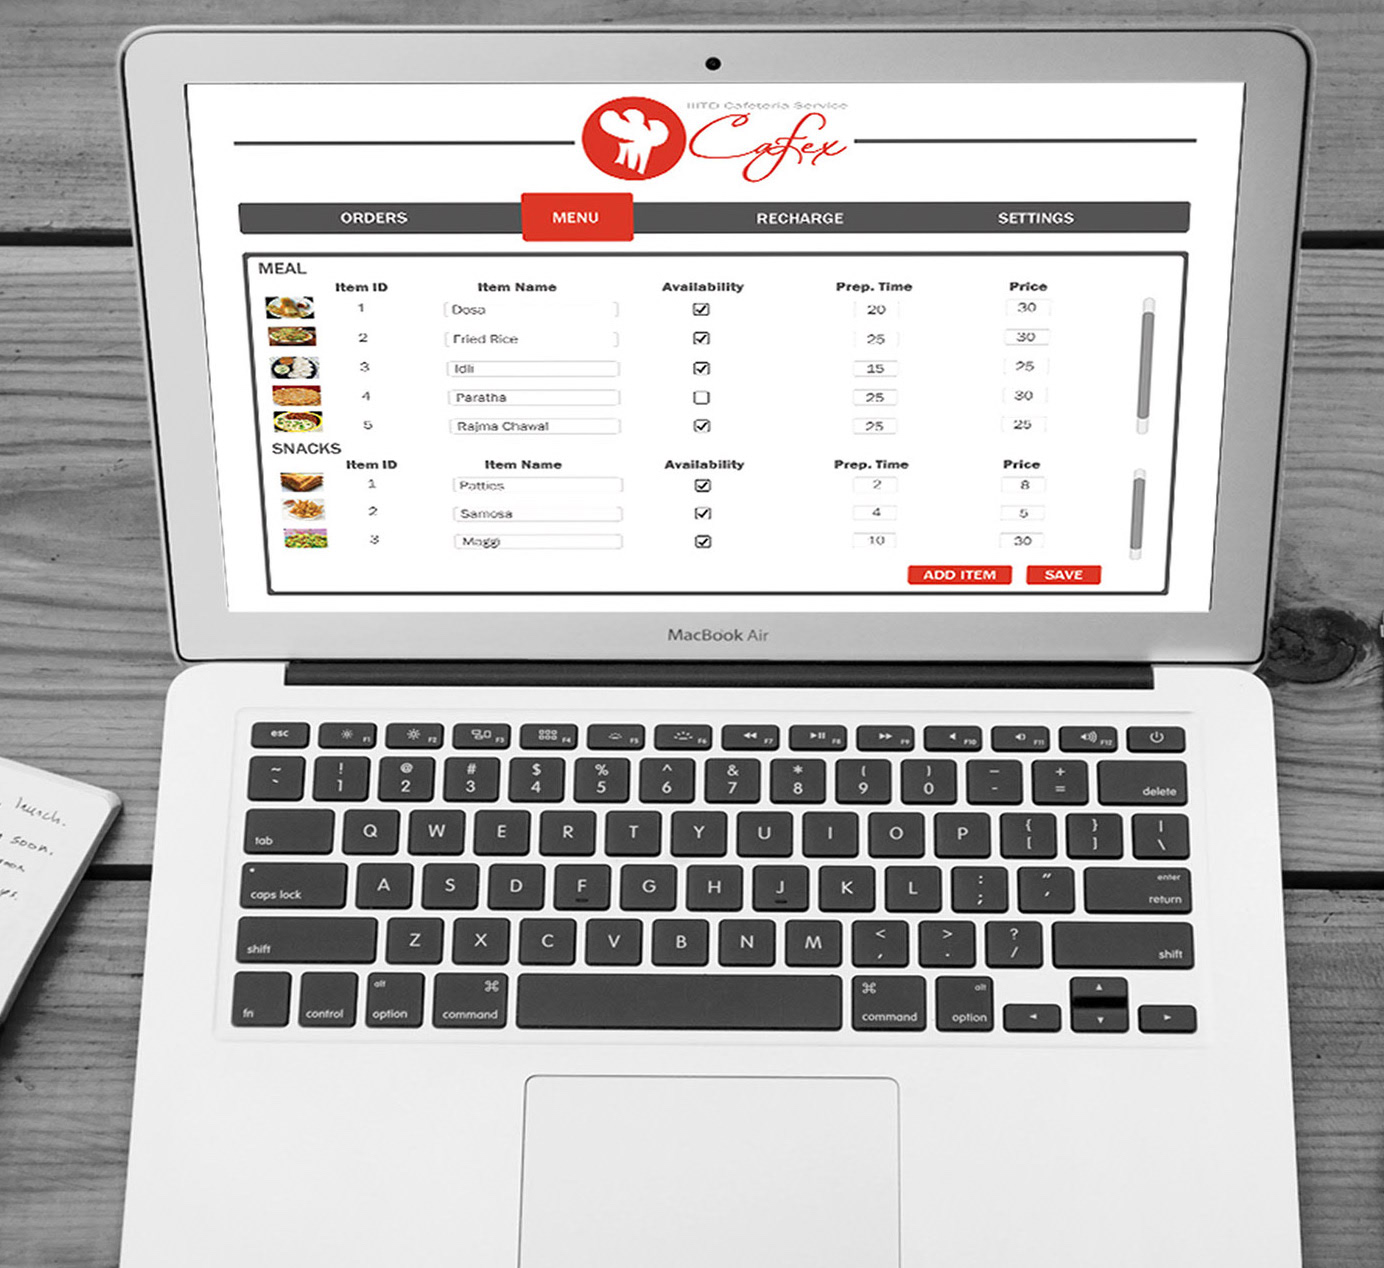 IIITD Cafeteria Service
Cafex
ORDERS MENU RECHARGE SETTINGS
MEAL
Item ID Item Name Availability Prep. Time Price
1 Dosa 20 30
2 Fried Rice 25 30
3 Idli 15 25
4 Paratha 25 30
5 Rajma Chawal 25 25
SNACKS
Item ID Item Name Availability Prep. Time Price
1 Patties 2 8
2 Samosa 4 5
3 Maggi 10 30
ADD ITEM SAVE
MacBook Air
esc F1 F2 F3 F4 F5 F6 F7 F8 F9 F10 F11 F12
~ ! @ # $ % ^ & * ( ) — +
` 1 2 3 4 5 6 7 8 9 0 - = delete
tab Q W E R T Y U I O P { [ } ] | \
caps lock A S D F G H J K L : ; " ' enter return
shift Z X C V B N M < , > . ? / shift
fn control alt option ⌘ command ⌘ command alt option
lunch.
soon.